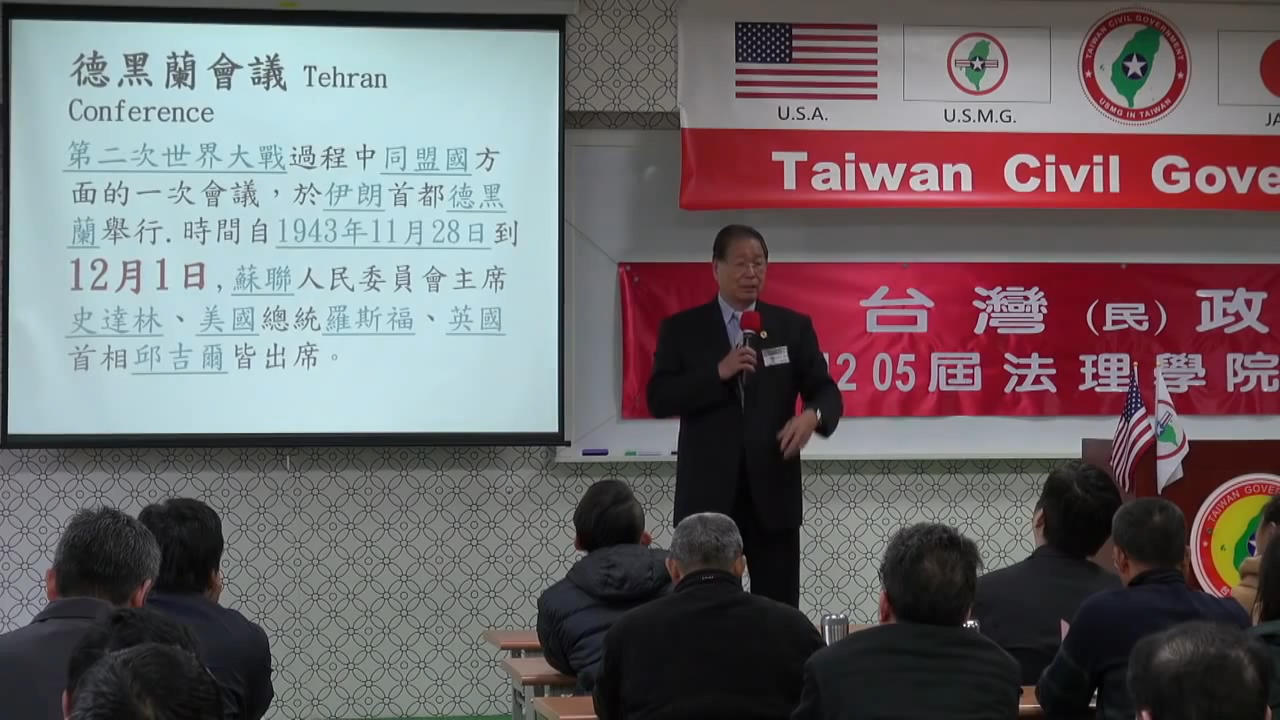 德黑蘭會議 Tehran
Conference
第二次世界大戰過程中同盟國方
面的一次會議，於伊朗首都德黑
蘭舉行.時間自1943年11月28日到
12月1日,蘇聯人民委員會主席
史達林、美國總統羅斯福、英國
首相邱吉爾皆出席。
U.S.A.
U.S.M.G.
TAIWAN CIVIL GOVERNMENT
USMG IN TAIWAN
JA
Taiwan Civil Gove
台灣(民)政
12 05屆法理學院
TAIWAN GOVE